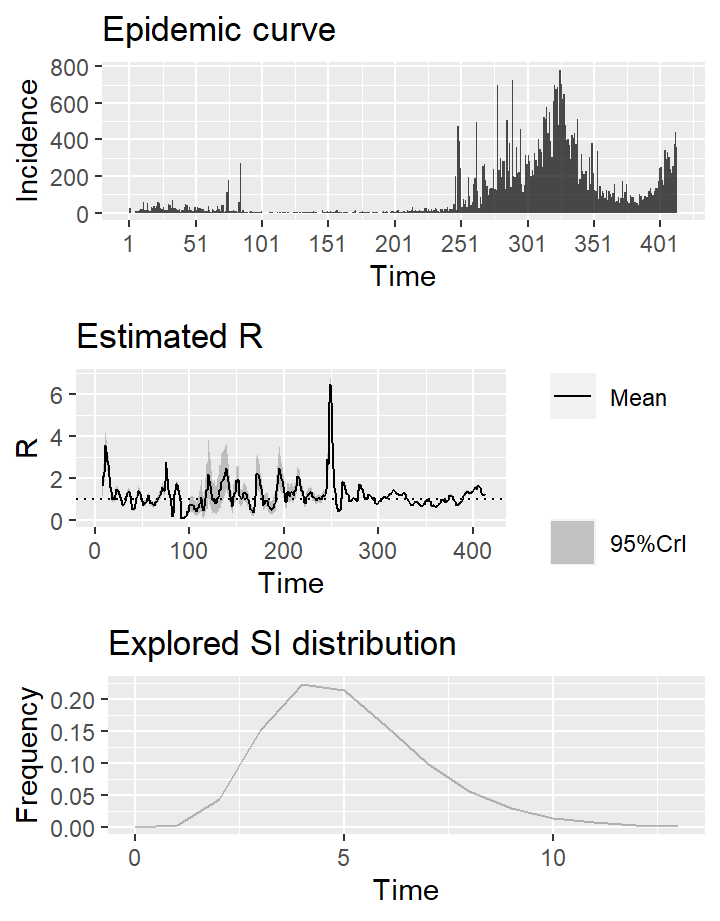 Epidemic curve
800
600
400
200
0
Incidence
1 51 101 151 201 251 301 351 401
Time
Estimated R
6
4
2
0
R
0 100 200 300 400
Time
Mean
95%CrI
Explored SI distribution
0.20
0.15
0.10
0.05
0.00
Frequency
0 5 10
Time